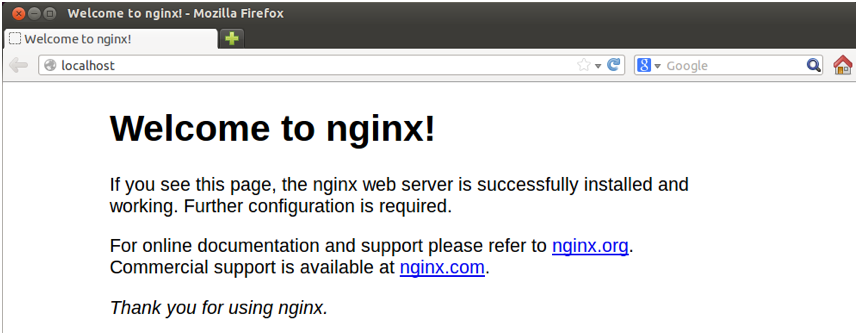 Welcome to nginx! - Mozilla Firefox
Welcome to nginx!
localhost
Google
Welcome to nginx!
If you see this page, the nginx web server is successfully installed and
working. Further configuration is required.
For online documentation and support please refer to nginx.org.
Commercial support is available at nginx.com.
Thank you for using nginx.